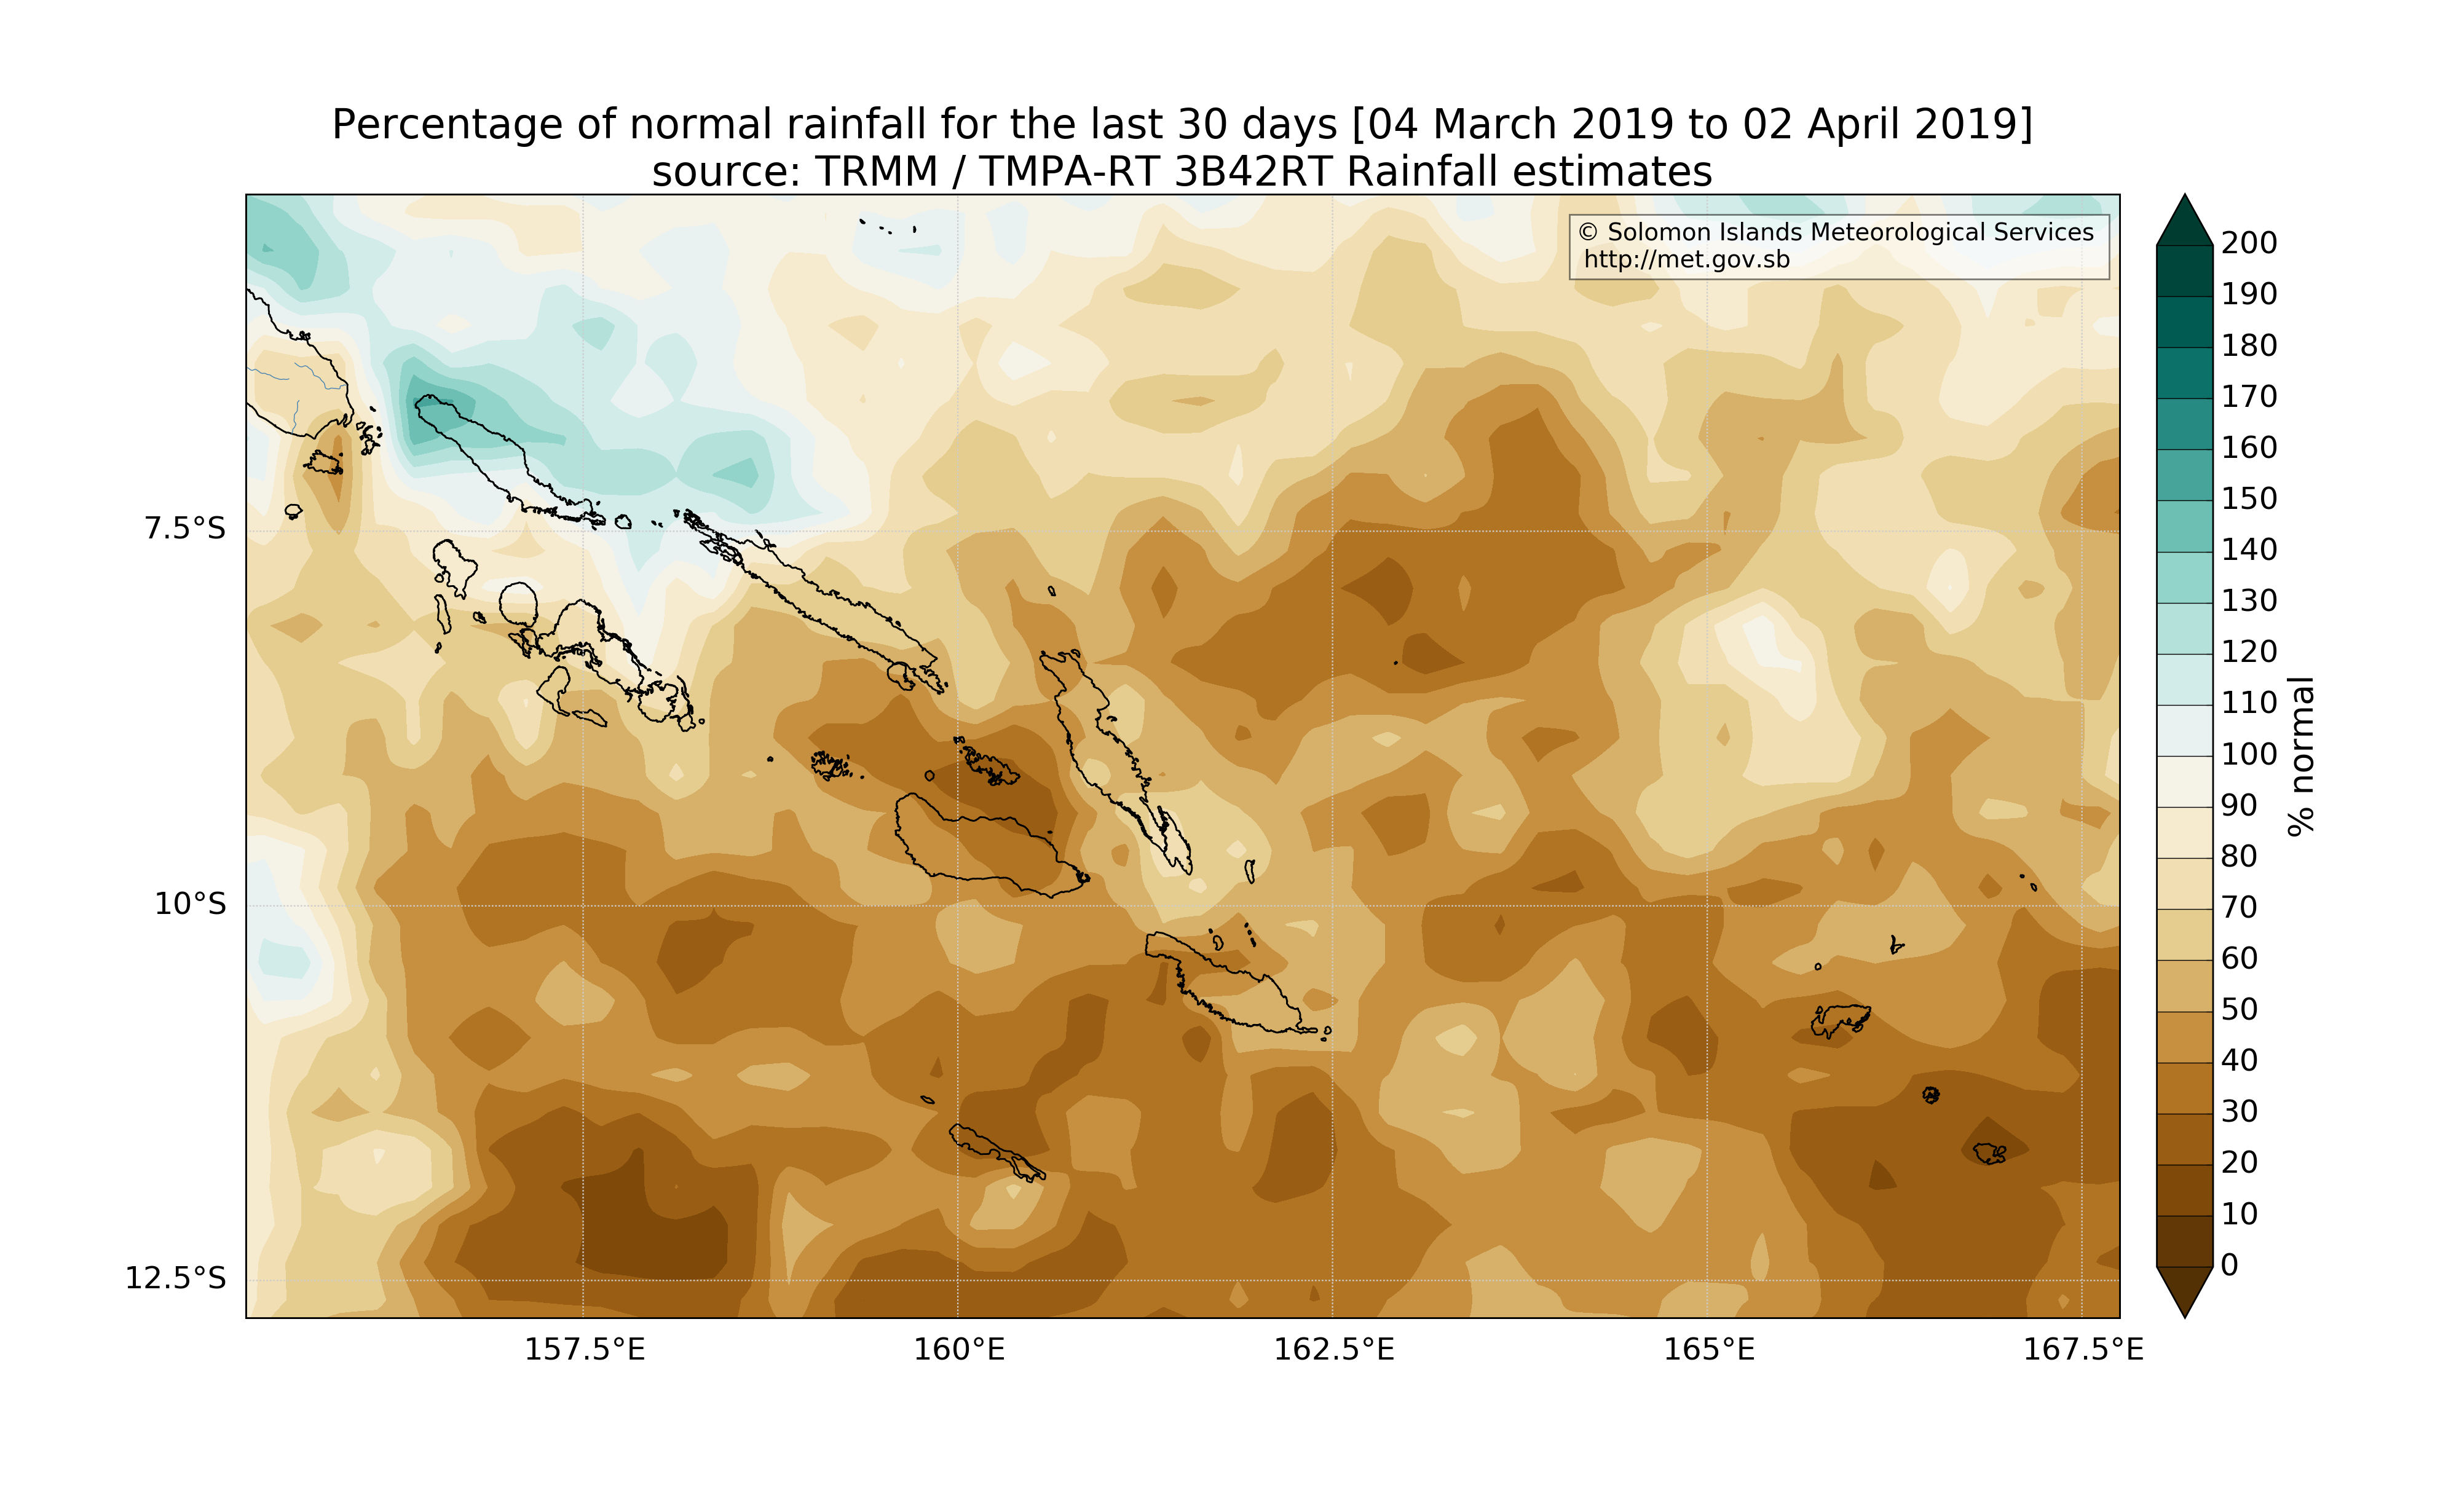 Percentage of normal rainfall for the last 30 days [04 March 2019 to 02 April 2019]
source: TRMM / TMPA-RT 3B42RT Rainfall estimates
© Solomon Islands Meteorological Services
http://met.gov.sb
7.5°S
10°S
12.5°S
157.5°E
160°E
162.5°E
165°E
167.5°E
200
190
180
170
160
150
140
130
120
110
100
90
80
70
60
50
40
30
20
10
0
% normal